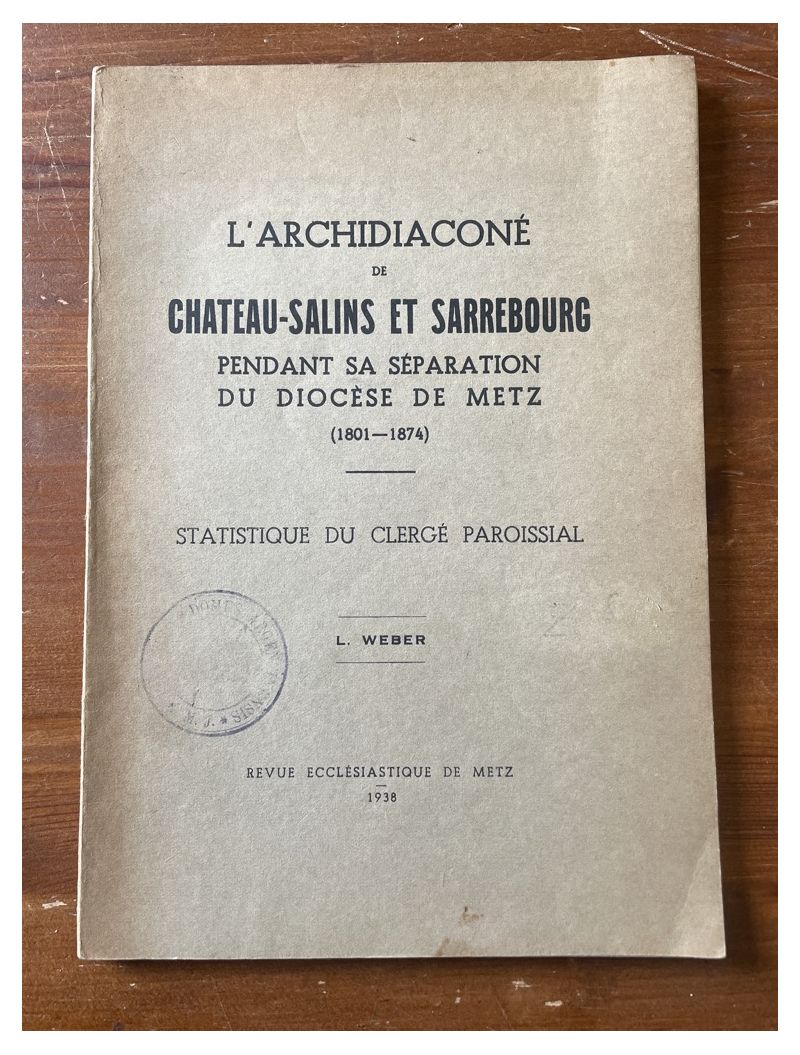 L'ARCHIDIACONÉ
DE
CHATEAU-SALINS ET SARREBOURG
PENDANT SA SÉPARATION
DU DIOCÈSE DE METZ
(1801—1874)
STATISTIQUE DU CLERGÉ PAROISSIAL
L. WEBER
REVUE ECCLÉSIASTIQUE DE METZ
1938